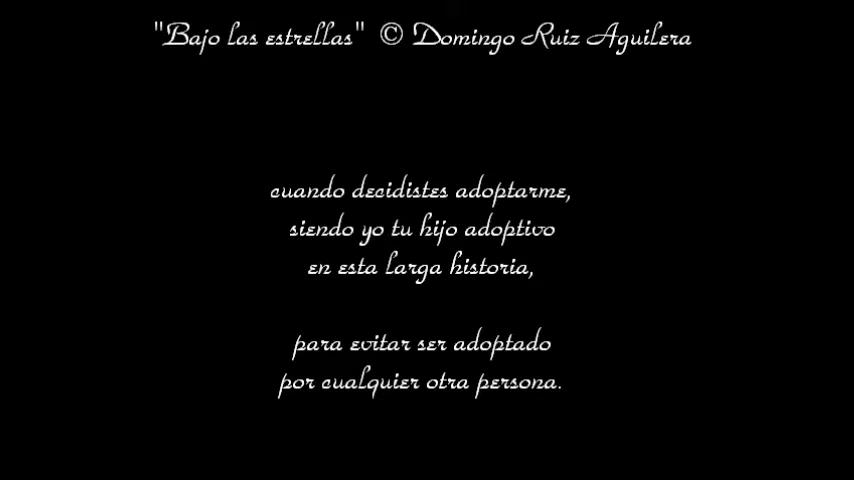 "Bajo las estrellas" © Domingo Ruiz Aguilera
cuando decidistes adoptarme,
siendo yo tu hijo adoptivo
en esta larga historia,
para evitar ser adoptado
por cualquier otra persona.